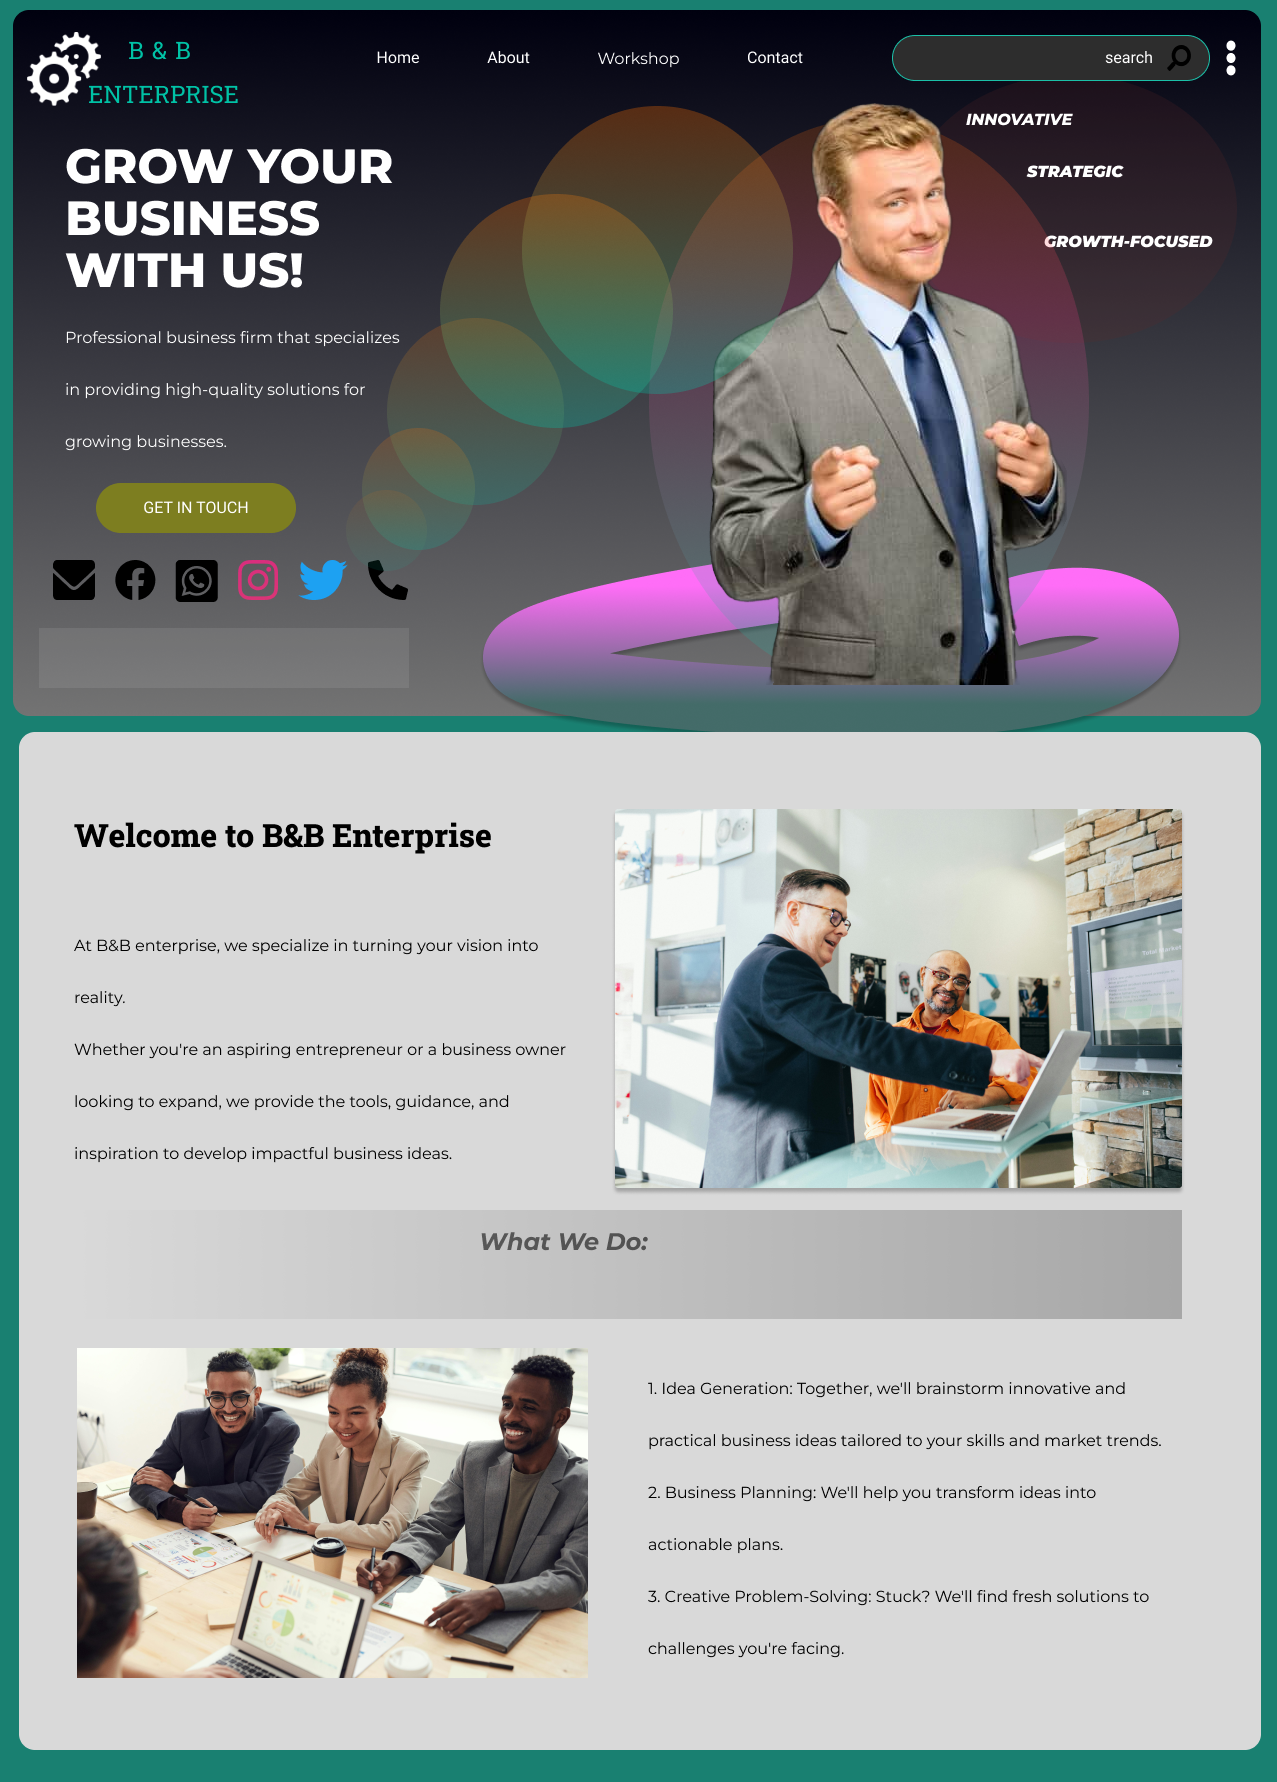 B & B
ENTERPRISE
Home
About
Workshop
Contact
search
INNOVATIVE
STRATEGIC
GROWTH-FOCUSED
GROW YOUR
BUSINESS
WITH US!
Professional business firm that specializes
in providing high-quality solutions for
growing businesses.
GET IN TOUCH
Welcome to B&B Enterprise
At B&B enterprise, we specialize in turning your vision into
reality.
Whether you're an aspiring entrepreneur or a business owner
looking to expand, we provide the tools, guidance, and
inspiration to develop impactful business ideas.
What We Do:
1. Idea Generation: Together, we'll brainstorm innovative and
practical business ideas tailored to your skills and market trends.
2. Business Planning: We'll help you transform ideas into
actionable plans.
3. Creative Problem-Solving: Stuck? We'll find fresh solutions to
challenges you're facing.